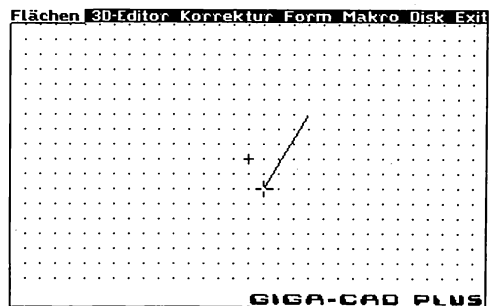 Flächen 3D-Editor Korrektur Form Makro Disk Exit
GIGA-CAD PLUS